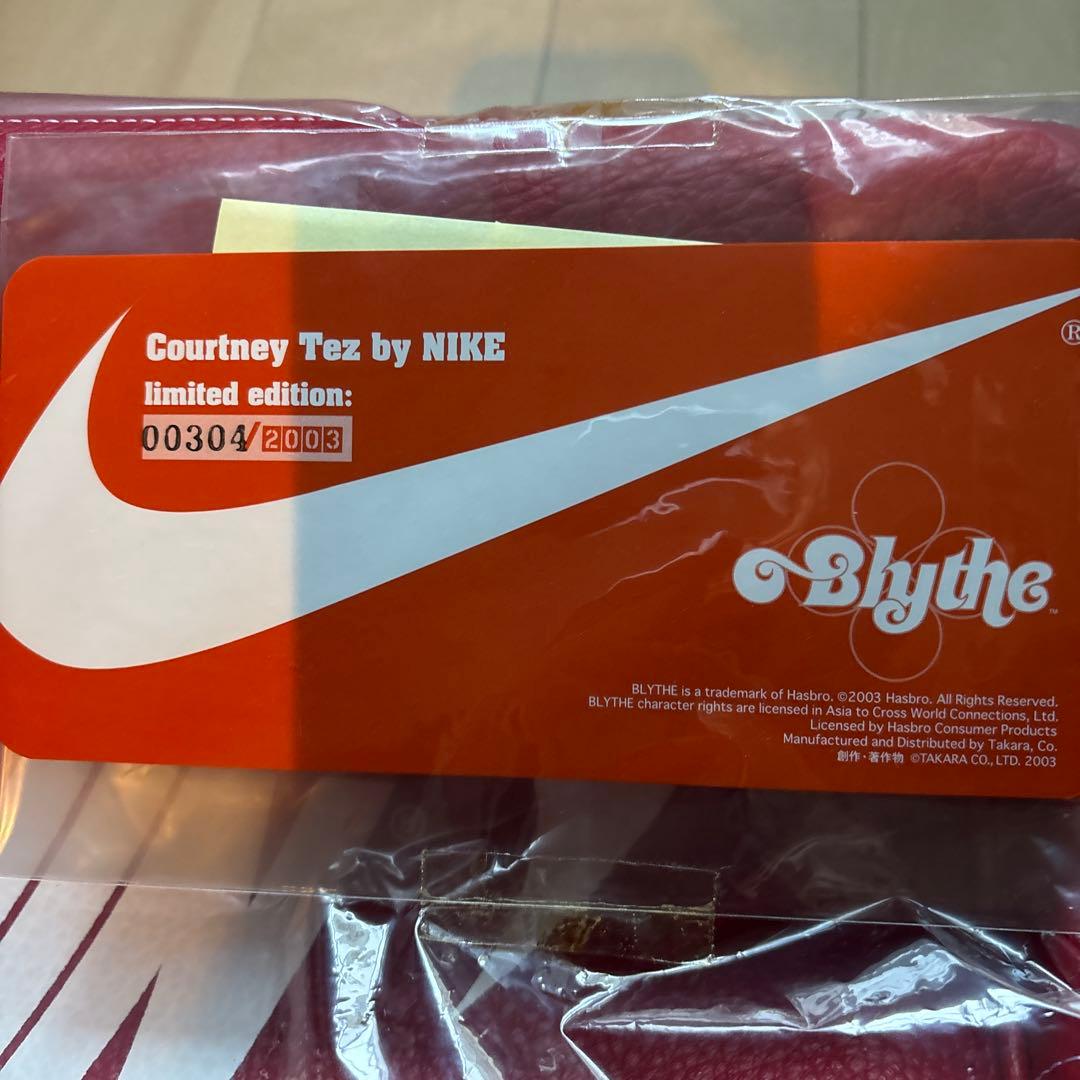 Courtney Tez by NIKE
limited edition:
00304/2003
®
Blythe™
BLYTHE is a trademark of Hasbro. ©2003 Hasbro. All Rights Reserved.
BLYTHE character rights are licensed in Asia to Cross World Connections, Ltd.
Licensed by Hasbro Consumer Products
Manufactured and Distributed by Takara, Co.
創作・著作物 ©TAKARA CO., LTD. 2003